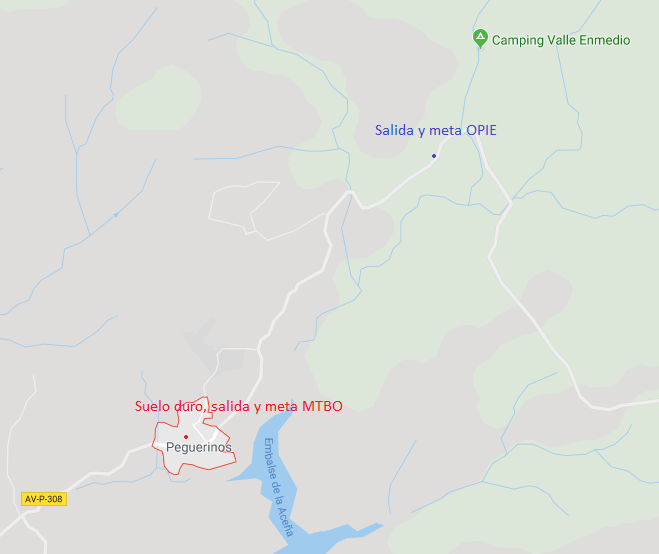 Camping Valle Enmedio
Salida y meta OPIE
Suelo duro, salida y meta MTBO
Peguerinos
Embalse de la Aceña
AV-P-308